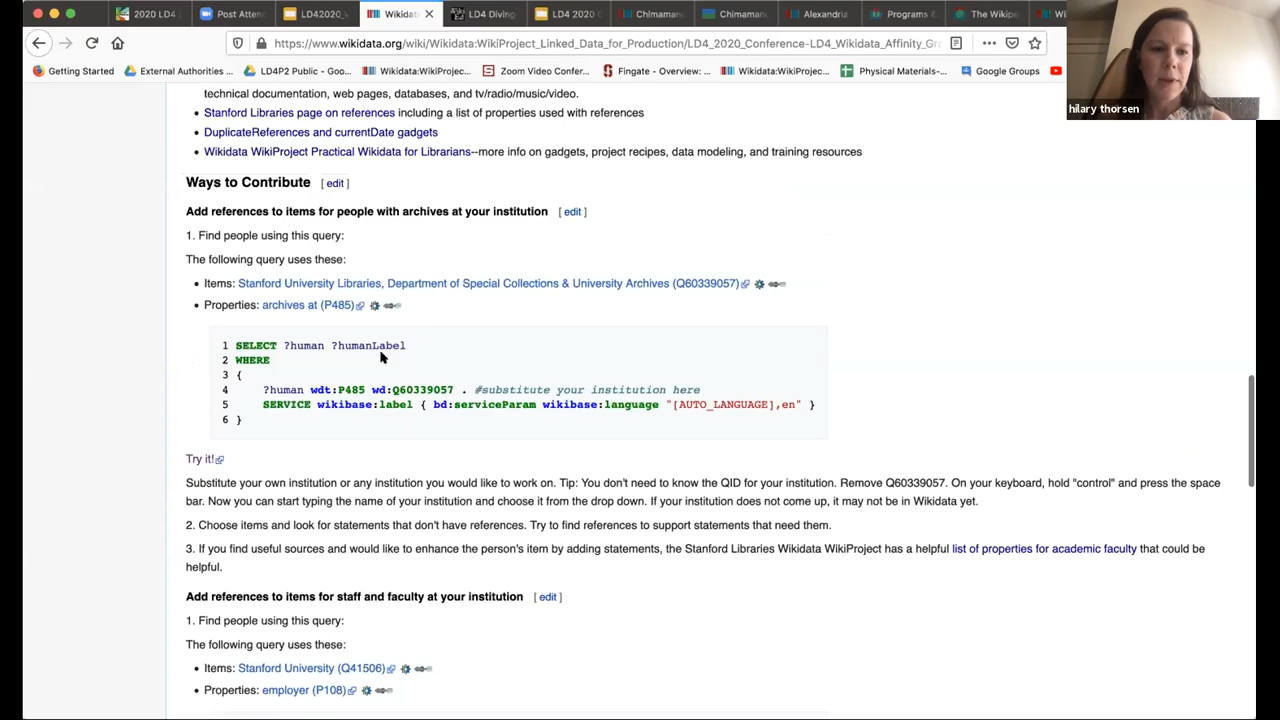 2020 LD4
Post Atten
LD42020_
Wikidat
LD4 Diving
LD4 2020 C
Chimaman
Chimamanc
Alexandria
Programs &
The Wikipe
Wi
https://www.wikidata.org/wiki/Wikidata:WikiProject_Linked_Data_for_Production/LD4_2020_Conference-LD4_Wikidata_Affinity_Gr
Getting Started
External Authorities ...
LD4P2 Public - Goo...
Wikidata:WikiProjec...
Zoom Video Confer...
Fingate - Overview: ...
Wikidata:WikiProjec...
Physical Materials-...
Google Groups
hilary thorsen
technical documentation, web pages, databases, and tv/radio/music/video.
• Stanford Libraries page on references including a list of properties used with references
• DuplicateReferences and currentDate gadgets
• Wikidata WikiProject Practical Wikidata for Librarians--more info on gadgets, project recipes, data modeling, and training resources
Ways to Contribute [ edit ]
Add references to items for people with archives at your institution [ edit ]
1. Find people using this query:
The following query uses these:
• Items: Stanford University Libraries, Department of Special Collections & University Archives (Q60339057)
• Properties: archives at (P485)
1 SELECT ?human ?humanLabel
2 WHERE
3 {
4 ?human wdt:P485 wd:Q60339057 . #substitute your institution here
5 SERVICE wikibase:label { bd:serviceParam wikibase:language "[AUTO_LANGUAGE],en" }
6 }
Try it!
Substitute your own institution or any institution you would like to work on. Tip: You don't need to know the QID for your institution. Remove Q60339057. On your keyboard, hold "control" and press the space
bar. Now you can start typing the name of your institution and choose it from the drop down. If your institution does not come up, it may not be in Wikidata yet.
2. Choose items and look for statements that don't have references. Try to find references to support statements that need them.
3. If you find useful sources and would like to enhance the person's item by adding statements, the Stanford Libraries Wikidata WikiProject has a helpful list of properties for academic faculty that could be
helpful.
Add references to items for staff and faculty at your institution [ edit ]
1. Find people using this query:
The following query uses these:
• Items: Stanford University (Q41506)
• Properties: employer (P108)